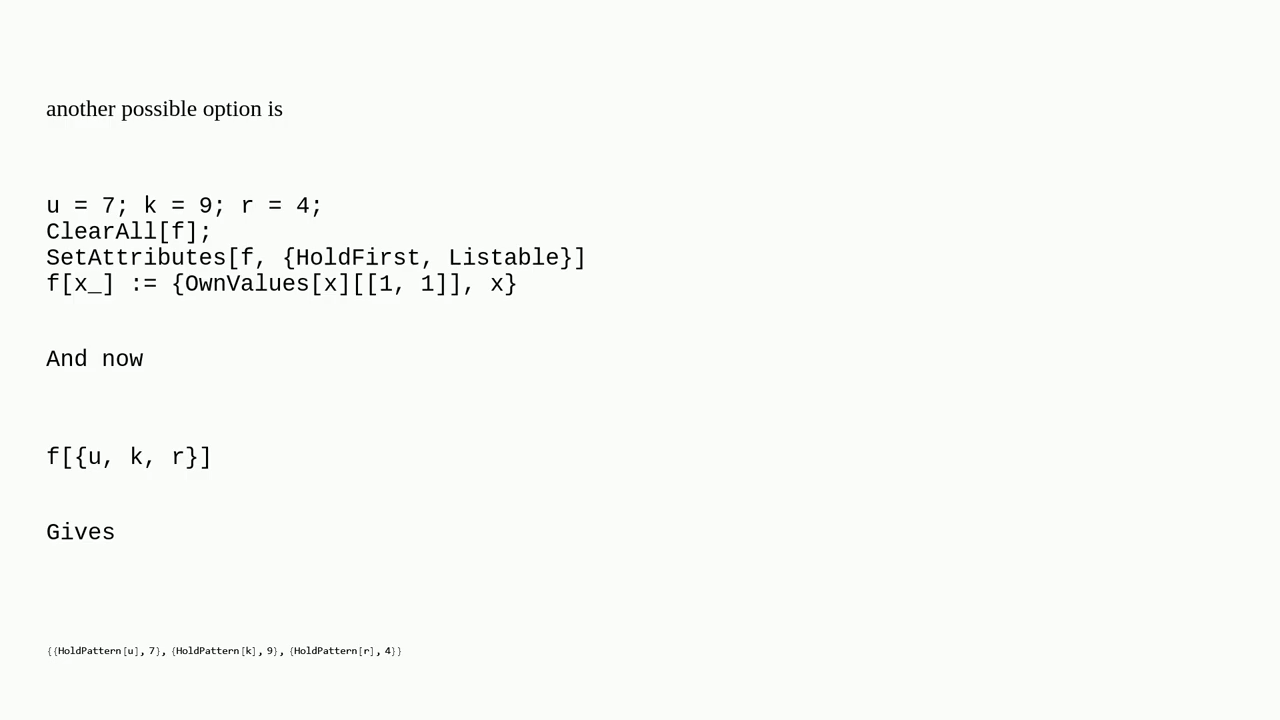 another possible option is
u = 7; k = 9; r = 4;
ClearAll[f];
SetAttributes[f, {HoldFirst, Listable}]
f[x_] := {OwnValues[x][[1, 1]], x}
And now
f[{u, k, r}]
Gives
{{HoldPattern[u], 7}, {HoldPattern[k], 9}, {HoldPattern[r], 4}}